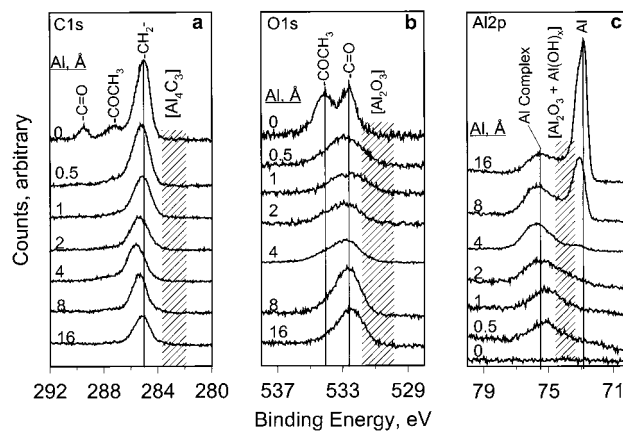 C1s
a
-C=O
-COCH3
-CH2-
[Al4C3]
Al, Å
0
0.5
1
2
4
8
16
292
288
284
280
O1s
b
-COCH3
-C=O
[Al2O3]
Al, Å
0
0.5
1
2
4
8
16
537
533
529
Al2p
c
Al Complex
[Al2O3 + Al(OH)x]
Al
Al, Å
16
8
4
2
1
0.5
0
79
75
71
Counts, arbitrary
Binding Energy, eV